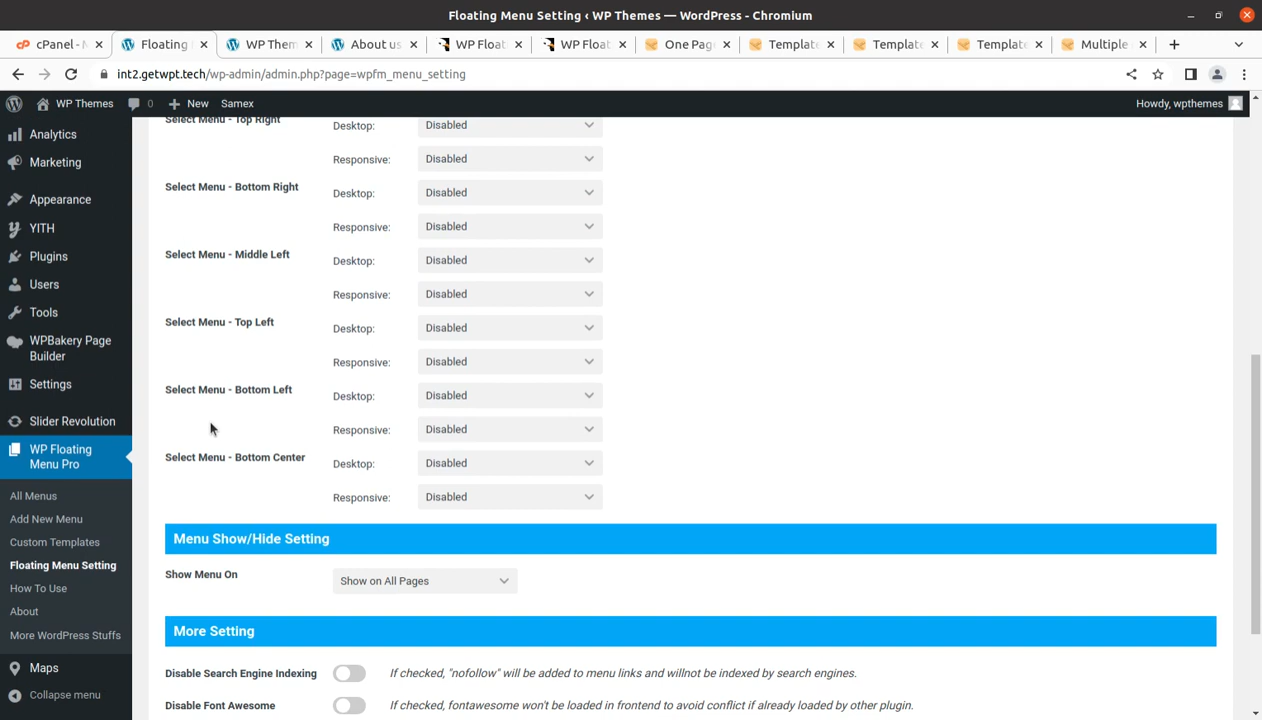 Floating Menu Setting ‹ WP Themes — WordPress - Chromium
cPanel - M
Floating
WP Them
About us
WP Float
WP Float
One Page
Template
Template
Template
Multiple
int2.getwpt.tech/wp-admin/admin.php?page=wpfm_menu_setting
WP Themes 0 New Samex Howdy, wpthemes
Analytics
Marketing
Appearance
YITH
Plugins
Users
Tools
WPBakery Page
Builder
Settings
Slider Revolution
WP Floating
Menu Pro
All Menus
Add New Menu
Custom Templates
Floating Menu Setting
How To Use
About
More WordPress Stuffs
Maps
Collapse menu
Select Menu - Top Right Desktop: Disabled
Responsive: Disabled
Select Menu - Bottom Right Desktop: Disabled
Responsive: Disabled
Select Menu - Middle Left Desktop: Disabled
Responsive: Disabled
Select Menu - Top Left Desktop: Disabled
Responsive: Disabled
Select Menu - Bottom Left Desktop: Disabled
Responsive: Disabled
Select Menu - Bottom Center Desktop: Disabled
Responsive: Disabled
Menu Show/Hide Setting
Show Menu On Show on All Pages
More Setting
Disable Search Engine Indexing If checked, "nofollow" will be added to menu links and willnot be indexed by search engines.
Disable Font Awesome If checked, fontawesome won't be loaded in frontend to avoid conflict if already loaded by other plugin.